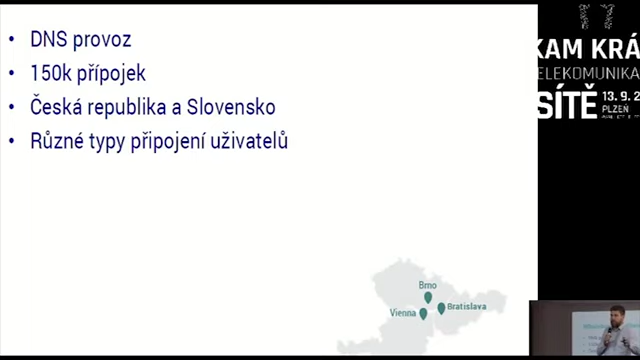 DNS provoz
150k přípojek
Česká republika a Slovensko
Různé typy připojení uživatelů
Brno
Vienna
Bratislava
17
KAM KRÁ
ELEKOMUNIKA
SÍTĚ
13. 9. 2
PLZEŇ